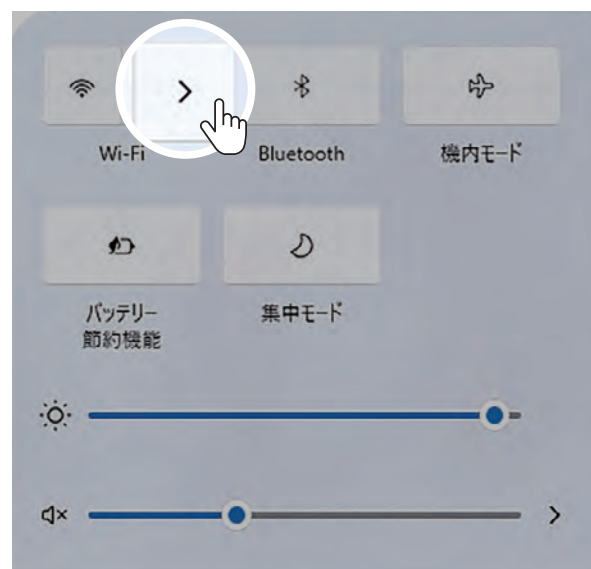 Wi-Fi
Bluetooth
機内モード
バッテリー
節約機能
集中モード